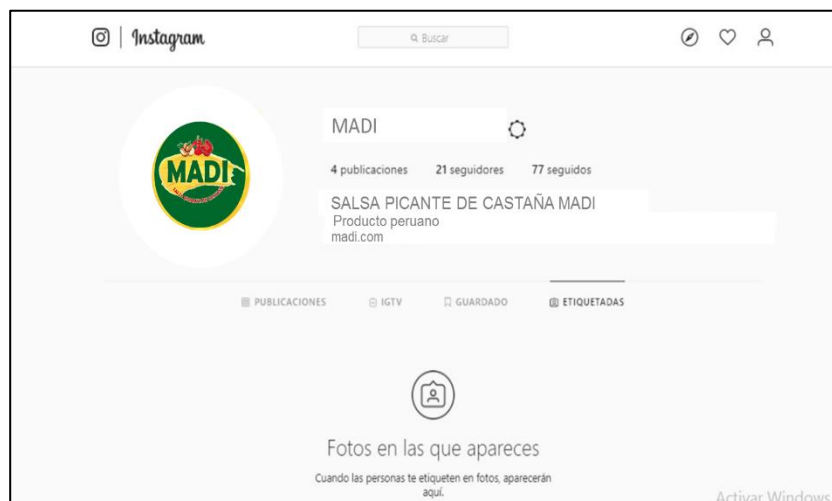 Instagram
Buscar
MADI
MADI
4 publicaciones 21 seguidores 77 seguidos
SALSA PICANTE DE CASTAÑA MADI
Producto peruano
madi.com
PUBLICACIONES IGTV GUARDADO ETIQUETADAS
Fotos en las que apareces
Cuando las personas te etiqueten en fotos, aparecerán
aquí.
Activar Windows